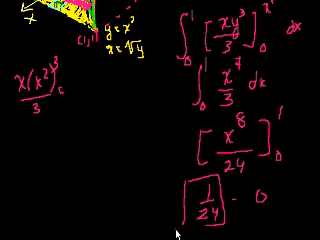 x
(1,1)
y = x²
x = √y
x(x²)³
3
∫₀¹ [xy³/3]₀^x² dx
∫₀¹ x⁷/3 dx
[x⁸/24]₀¹
1/24 - 0